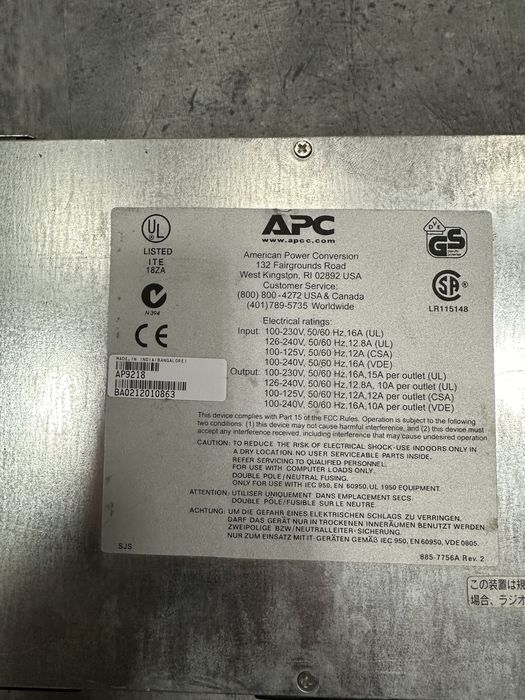 UL
LISTED
I T E
18ZA
N394
CE
APC
www.apcc.com
American Power Conversion
132 Fairgrounds Road
West Kingston, RI 02892 USA
Customer Service:
(800) 800-4272 USA & Canada
(401) 789-5735 Worldwide
VDE
GS
SA®
LR115148
Electrical ratings:
Input: 100-230V, 50/60 Hz,16A (UL)
126-240V, 50/60 Hz,12.8A (UL)
100-125V, 50/60 Hz,12A (CSA)
100-240V, 50/60 Hz,16A (VDE)
Output: 100-230V, 50/60 Hz,16A,15A per outlet (UL)
126-240V, 50/60 Hz,12.8A, 10A per outlet (UL)
100-125V, 50/60 Hz,12A,12A per outlet (CSA)
100-240V, 50/60 Hz,16A,10A per outlet (VDE)
MADE IN INDIA(BANGALORE)
AP9218
BA0212010863
This device complies with Part 15 of the FCC Rules. Operation is subject to the following
two conditions: (1) this device may not cause harmful interference, and (2) this device must
accept any interference received, including interference that may cause undesired operation
CAUTION: TO REDUCE THE RISK OF ELECTRICAL SHOCK-USE INDOORS ONLY IN
A DRY LOCATION. NO USER SERVICEABLE PARTS INSIDE.
REFER SERVICING TO QUALIFIED PERSONNEL.
FOR USE WITH COMPUTER LOADS ONLY.
DOUBLE POLE/NEUTRAL FUSING.
ONLY FOR USE WITH IEC 950, EN 60950, UL 1950 EQUIPMENT.
ATTENTION: UTILISER UNIQUEMENT DANS EMPLACEMENT SECS.
DOUBLE PÔLE/FUSIBLE SUR LE NEUTRE.
ACHTUNG: UM DIE GEFAHR EINES ELEKTRISCHEN SCHLAGS ZU VERRINGEN,
DARF DAS GERÄT NUR IN TROCKENEN INNERÄUMEN BENUTZT WERDEN.
ZWEIPOLIGE BZW/NEUTRALLEITER-SICHERUNG.
NUR ZUM EINSATZ MIT IT-GERÄTEN GEMÄß IEC 950, EN 60950, VDE 0805.
SJS
885-7756A Rev. 2
この装置は規
場合、ラジオ